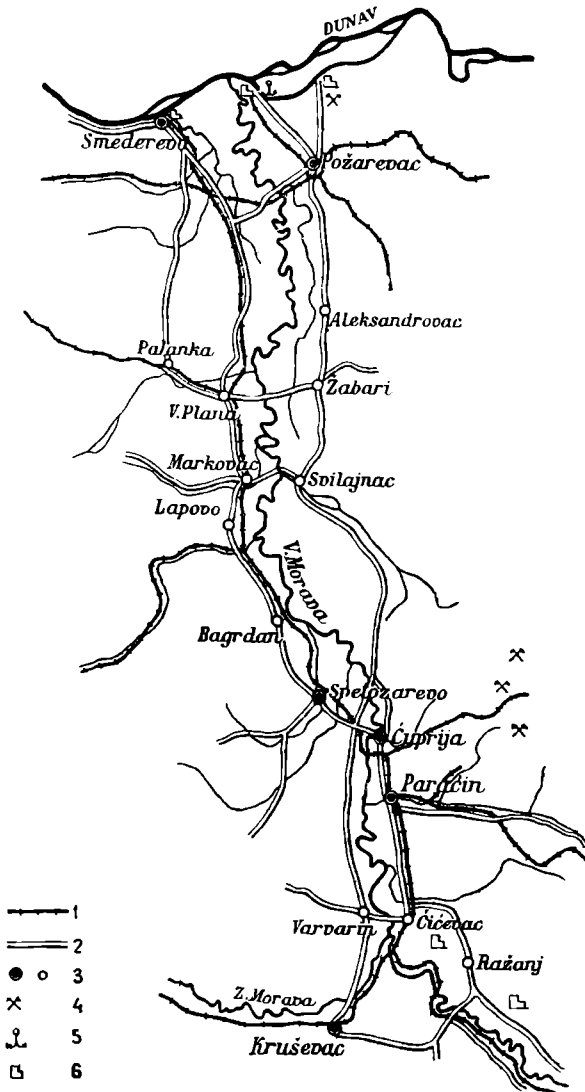 DUNAV
Smederevo
Požarevac
Aleksandrovac
Palanka
V.Plana
Žabari
Markovac
Svilajnac
Lapovo
V.Morava
Bagrdan
Svetozarevo
Ćuprija
Paraćin
Varvarin
Ćićevac
Ražanj
Z.Morava
Kruševac
1
2
3
4
5
6